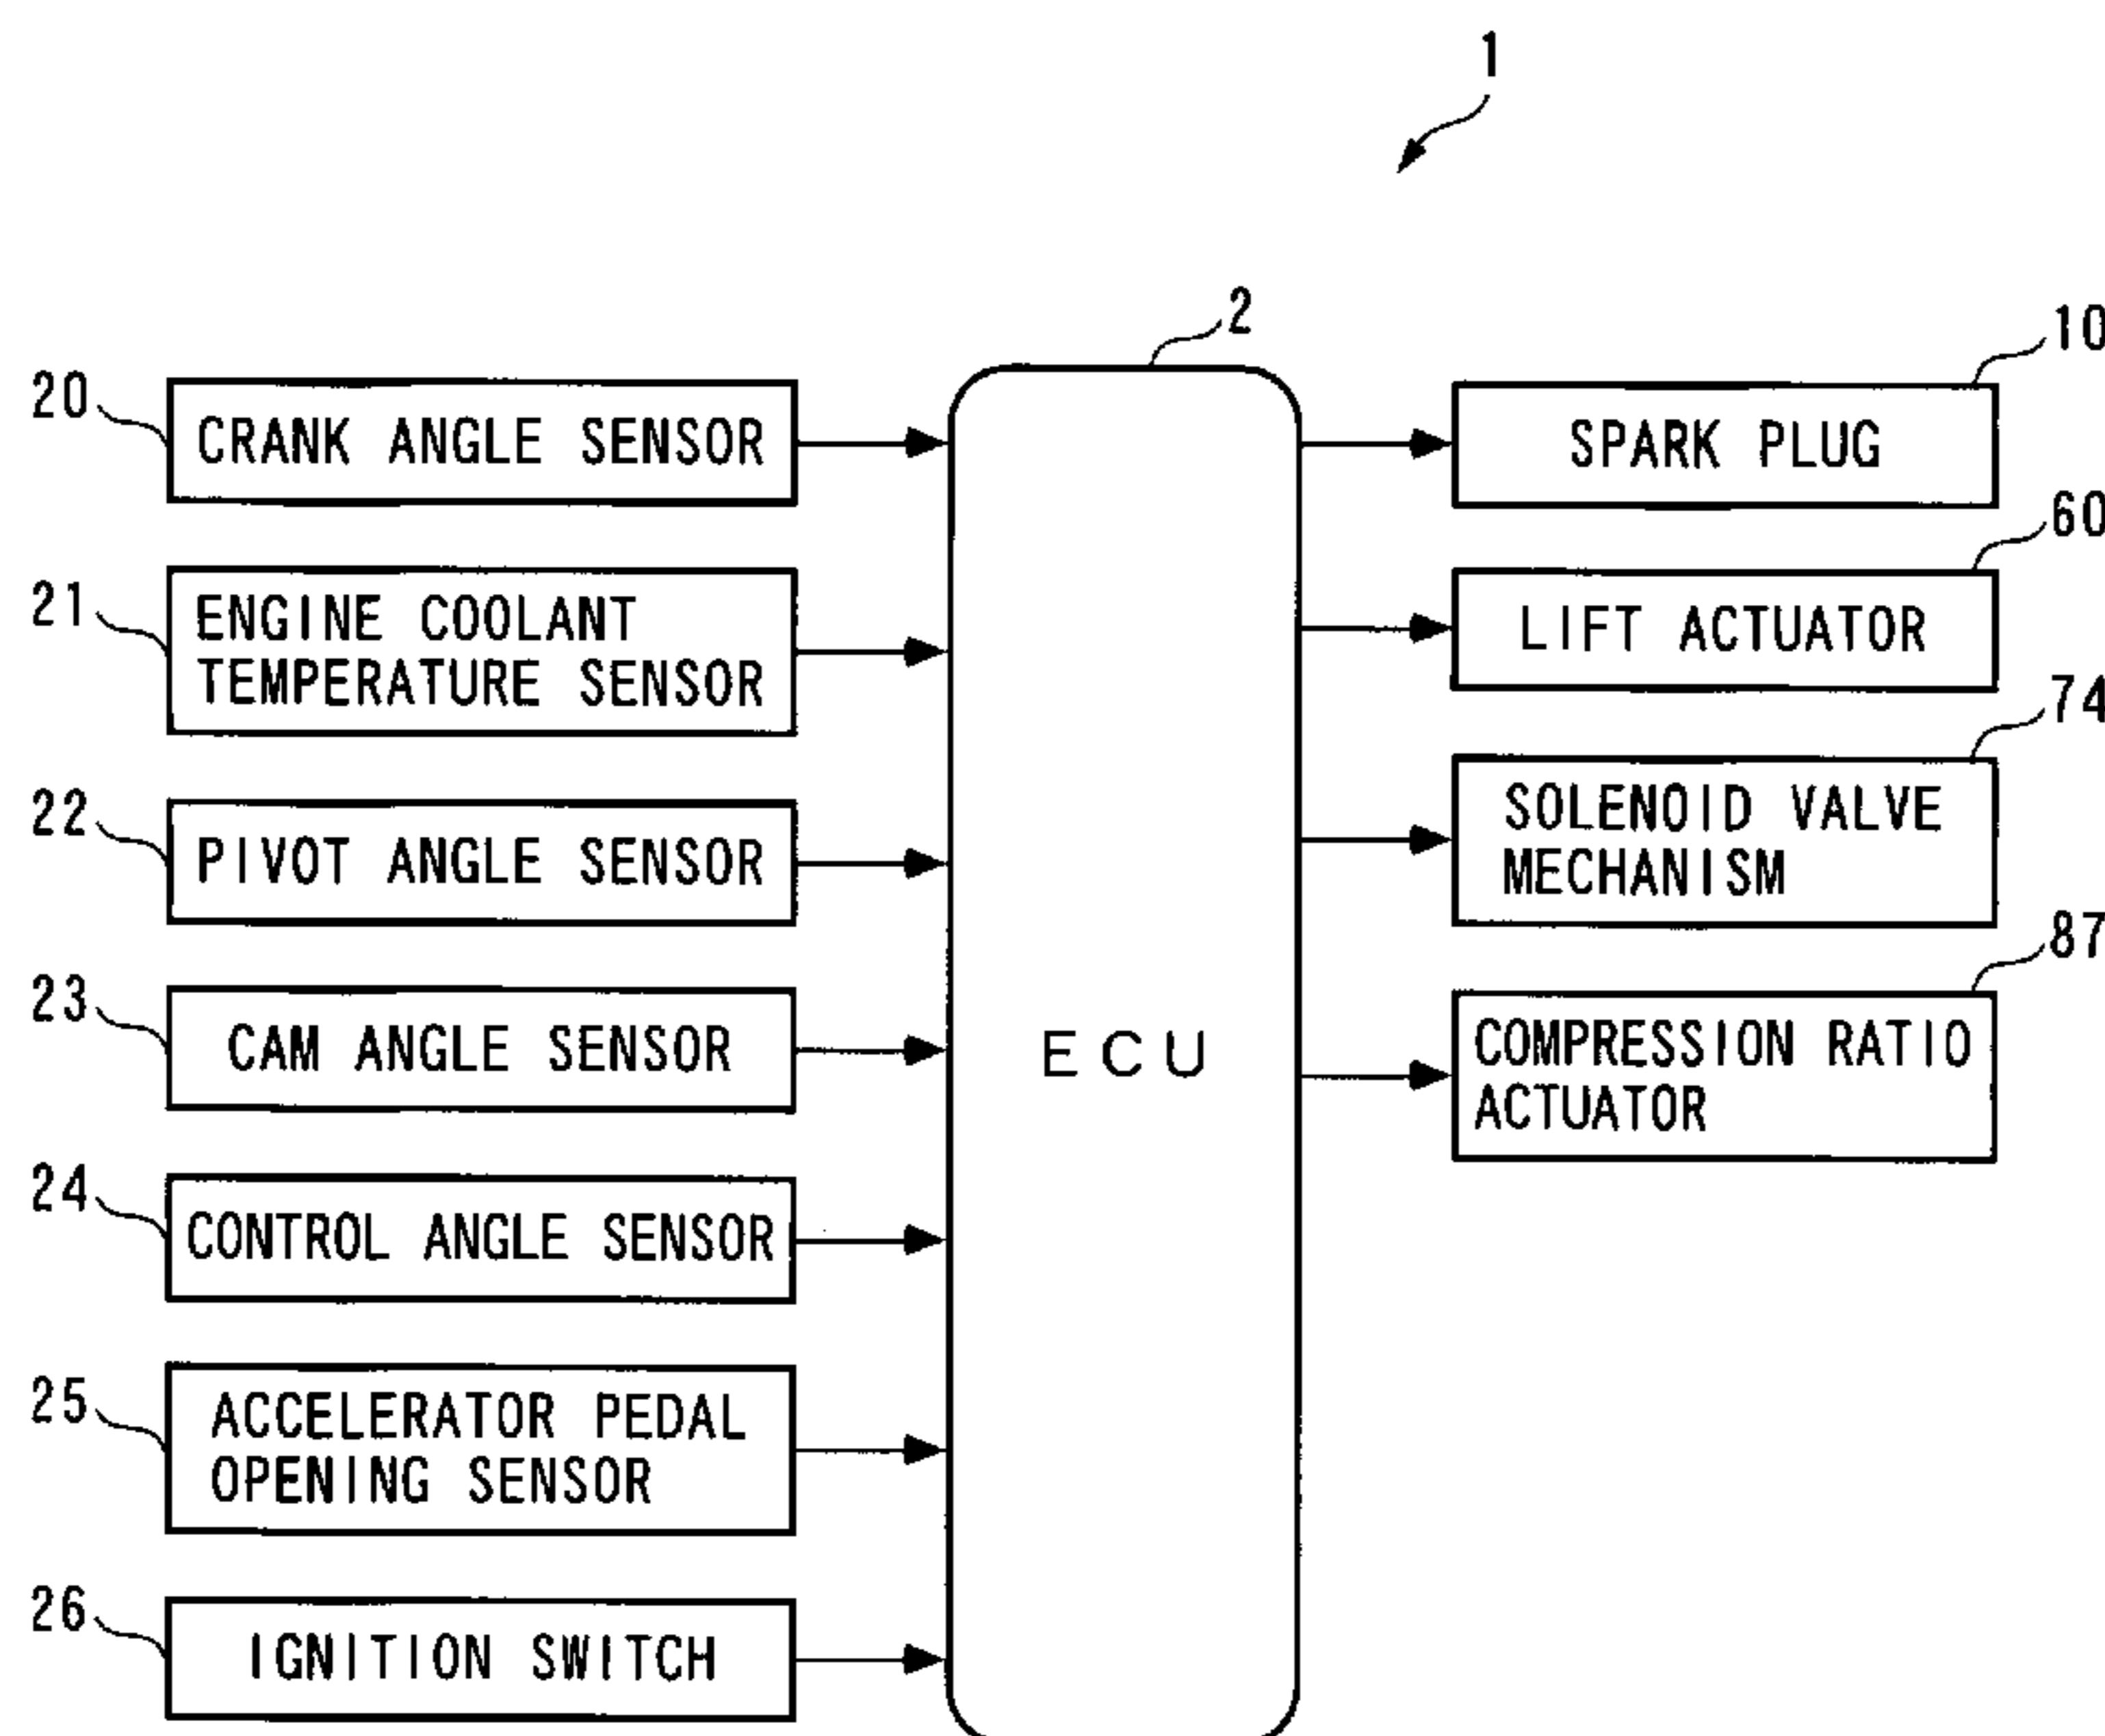 1
2
20
CRANK ANGLE SENSOR
21
ENGINE COOLANT
TEMPERATURE SENSOR
22
PIVOT ANGLE SENSOR
23
CAM ANGLE SENSOR
24
CONTROL ANGLE SENSOR
25
ACCELERATOR PEDAL
OPENING SENSOR
26
IGNITION SWITCH
ECU
10
SPARK PLUG
60
LIFT ACTUATOR
74
SOLENOID VALVE
MECHANISM
87
COMPRESSION RATIO
ACTUATOR